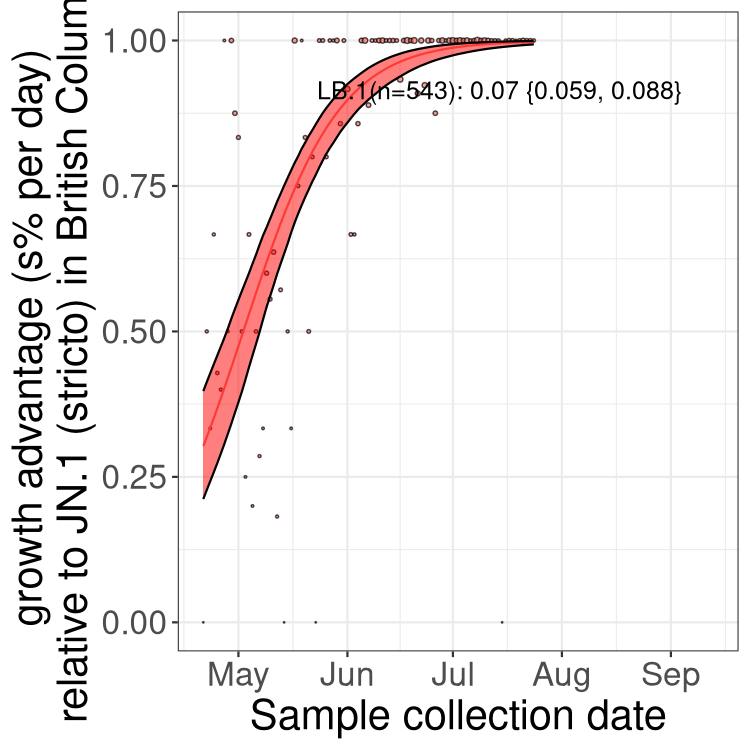 growth advantage (s% per day)
relative to JN.1 (stricto) in British Colum
1.00
0.75
0.50
0.25
0.00
LB.1(n=543): 0.07 {0.059, 0.088}
May Jun Jul Aug Sep
Sample collection date